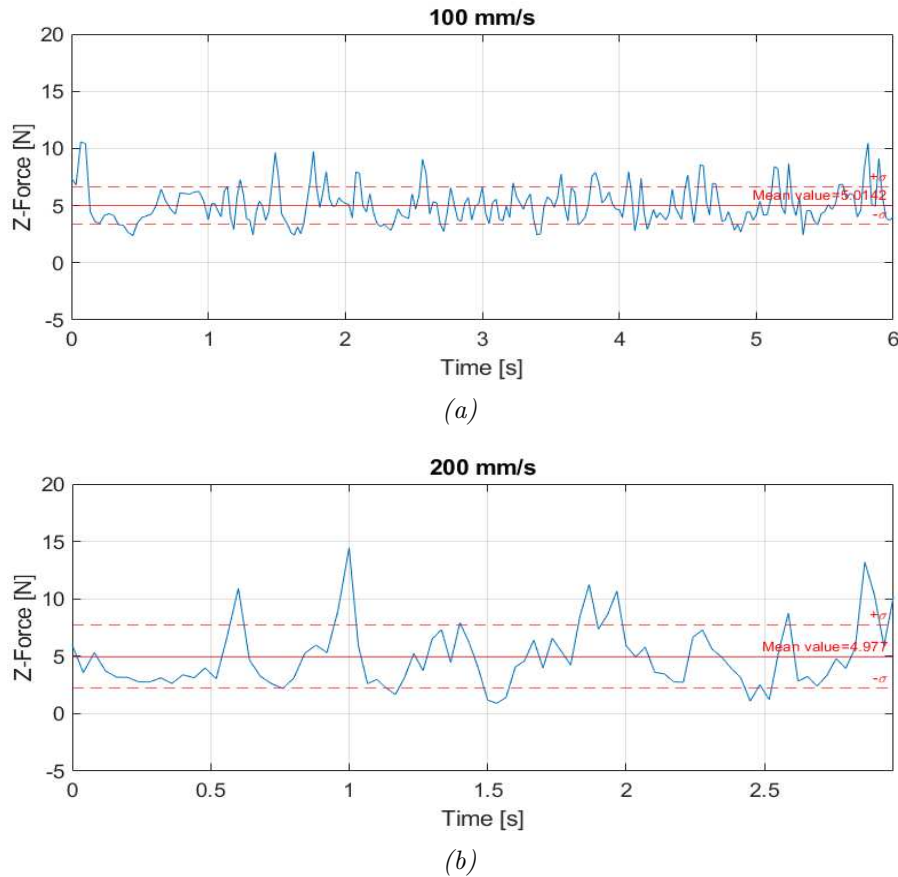 100 mm/s
20
15
10
5
0
-5
Z-Force [N]
+σ
Mean value=5.0142
-σ
0 1 2 3 4 5 6
Time [s]
(a)
200 mm/s
20
15
10
5
0
-5
Z-Force [N]
+σ
Mean value=4.977
-σ
0 0.5 1 1.5 2 2.5
Time [s]
(b)